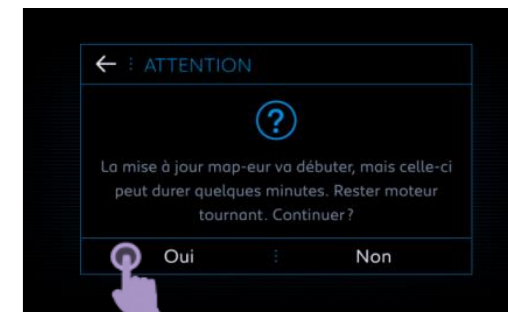 ATTENTION
La mise à jour map-eur va débuter, mais celle-ci
peut durer quelques minutes. Rester moteur
tournant. Continuer ?
Oui
Non